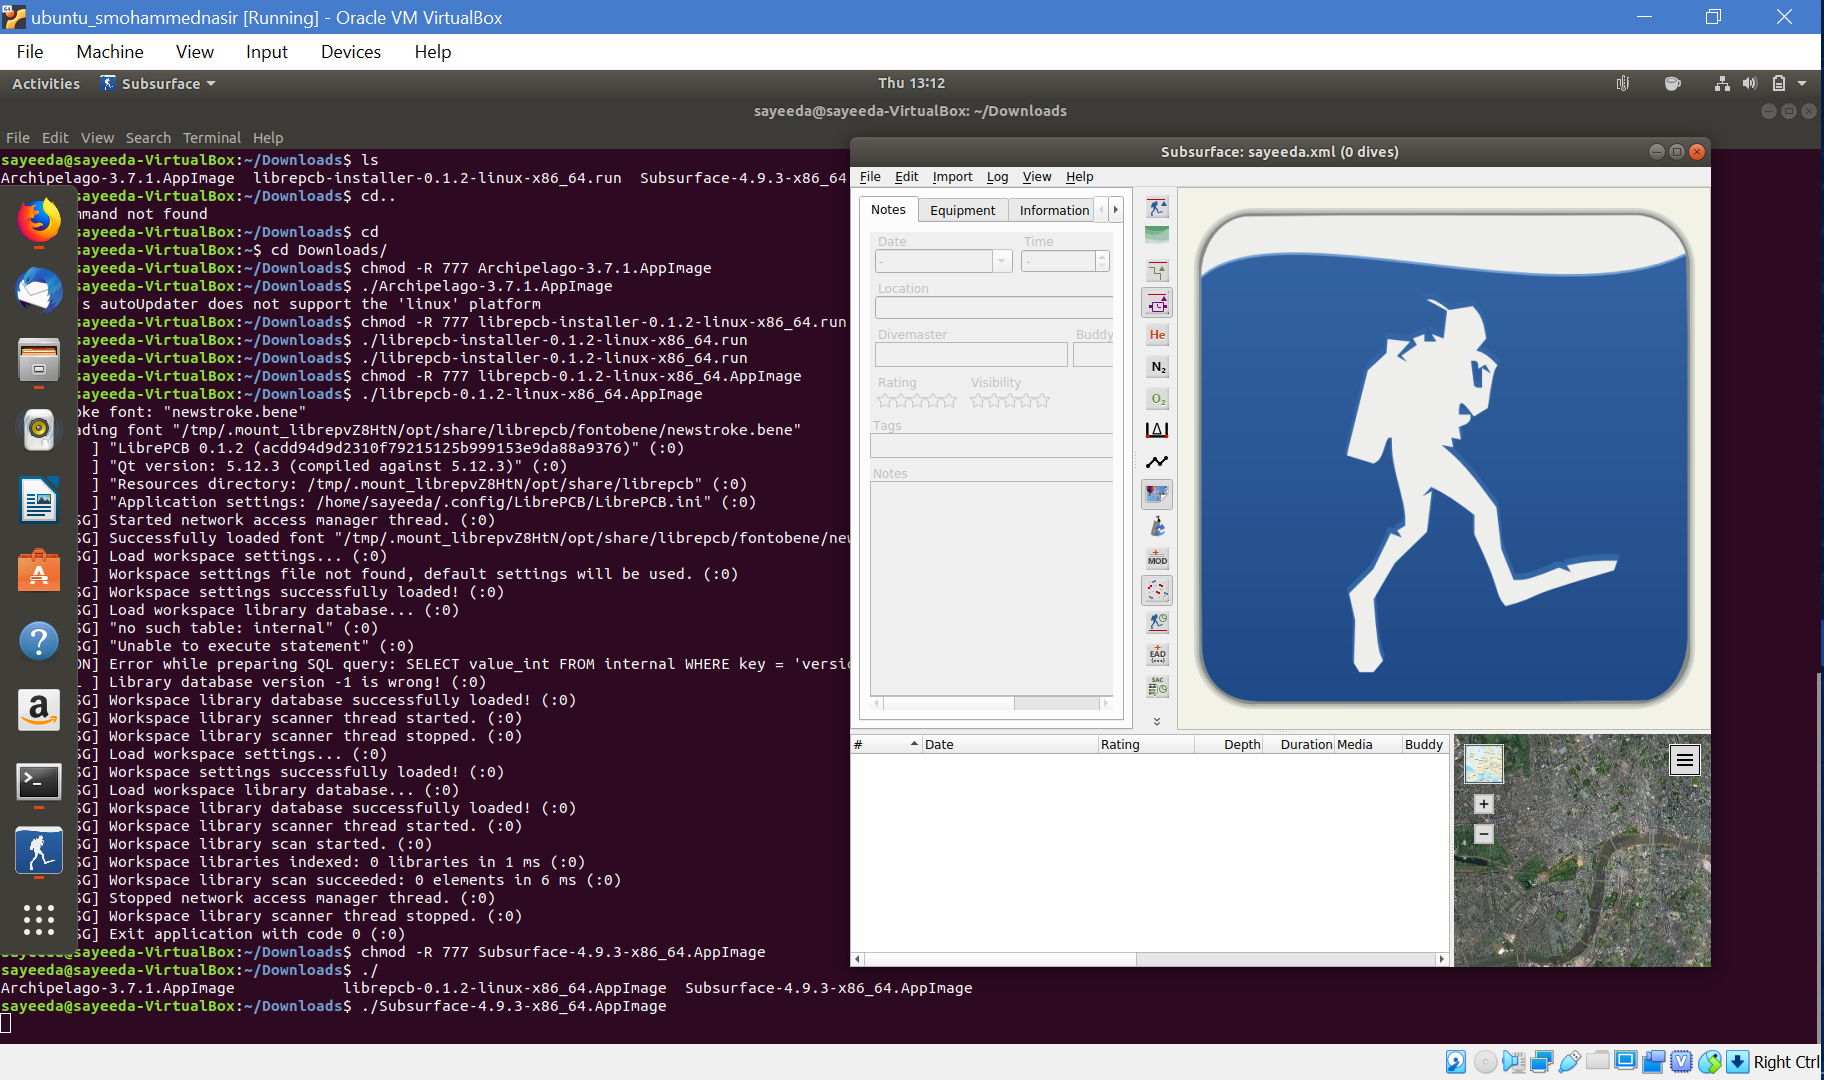 ubuntu_smohammednasir [Running] - Oracle VM VirtualBox
File Machine View Input Devices Help
Activities Subsurface Thu 13:12
sayeeda@sayeeda-VirtualBox: ~/Downloads
File Edit View Search Terminal Help
sayeeda@sayeeda-VirtualBox:~/Downloads$ ls
Archipelago-3.7.1.AppImage librepcb-installer-0.1.2-linux-x86_64.run Subsurface-4.9.3-x86_64
sayeeda-VirtualBox:~/Downloads$ cd..
mmand not found
sayeeda-VirtualBox:~/Downloads$ cd
sayeeda-VirtualBox:~$ cd Downloads/
sayeeda-VirtualBox:~/Downloads$ chmod -R 777 Archipelago-3.7.1.AppImage
sayeeda-VirtualBox:~/Downloads$ ./Archipelago-3.7.1.AppImage
s autoUpdater does not support the 'linux' platform
sayeeda-VirtualBox:~/Downloads$ chmod -R 777 librepcb-installer-0.1.2-linux-x86_64.run
sayeeda-VirtualBox:~/Downloads$ ./librepcb-installer-0.1.2-linux-x86_64.run
sayeeda-VirtualBox:~/Downloads$ ./librepcb-installer-0.1.2-linux-x86_64.run
sayeeda-VirtualBox:~/Downloads$ chmod -R 777 librepcb-0.1.2-linux-x86_64.AppImage
sayeeda-VirtualBox:~/Downloads$ ./librepcb-0.1.2-linux-x86_64.AppImage
oke font: "newstroke.bene"
ading font "/tmp/.mount_librepvZ8HtN/opt/share/librepcb/fontobene/newstroke.bene"
] "LibrePCB 0.1.2 (acdd94d9d2310f79215125b999153e9da88a9376)" (:0)
] "Qt version: 5.12.3 (compiled against 5.12.3)" (:0)
] "Resources directory: /tmp/.mount_librepvZ8HtN/opt/share/librepcb" (:0)
] "Application settings: /home/sayeeda/.config/LibrePCB/LibrePCB.ini" (:0)
SG] Started network access manager thread. (:0)
SG] Successfully loaded font "/tmp/.mount_librepvZ8HtN/opt/share/librepcb/fontobene/new
SG] Load workspace settings... (:0)
] Workspace settings file not found, default settings will be used. (:0)
SG] Workspace settings successfully loaded! (:0)
SG] Load workspace library database... (:0)
SG] "no such table: internal" (:0)
SG] "Unable to execute statement" (:0)
ON] Error while preparing SQL query: SELECT value_int FROM internal WHERE key = 'versio
L ] Library database version -1 is wrong! (:0)
SG] Workspace library database successfully loaded! (:0)
SG] Workspace library scanner thread started. (:0)
SG] Workspace library scanner thread stopped. (:0)
SG] Load workspace settings... (:0)
SG] Workspace settings successfully loaded! (:0)
SG] Load workspace library database... (:0)
SG] Workspace library database successfully loaded! (:0)
SG] Workspace library scanner thread started. (:0)
SG] Workspace library scan started. (:0)
SG] Workspace libraries indexed: 0 libraries in 1 ms (:0)
SG] Workspace library scan succeeded: 0 elements in 6 ms (:0)
SG] Stopped network access manager thread. (:0)
SG] Workspace library scanner thread stopped. (:0)
SG] Exit application with code 0 (:0)
sayeeda@sayeeda-VirtualBox:~/Downloads$ chmod -R 777 Subsurface-4.9.3-x86_64.AppImage
sayeeda@sayeeda-VirtualBox:~/Downloads$ ./
Archipelago-3.7.1.AppImage librepcb-0.1.2-linux-x86_64.AppImage Subsurface-4.9.3-x86_64.AppImage
sayeeda@sayeeda-VirtualBox:~/Downloads$ ./Subsurface-4.9.3-x86_64.AppImage
Subsurface: sayeeda.xml (0 dives)
File Edit Import Log View Help
Notes Equipment Information
Date Time
- -
Location
Divemaster Buddy
Rating Visibility
Tags
Notes
He
N2
O2
MOD
EAD
(...)
SAC
# Date Rating Depth Duration Media Buddy
+
−
Right Ctrl